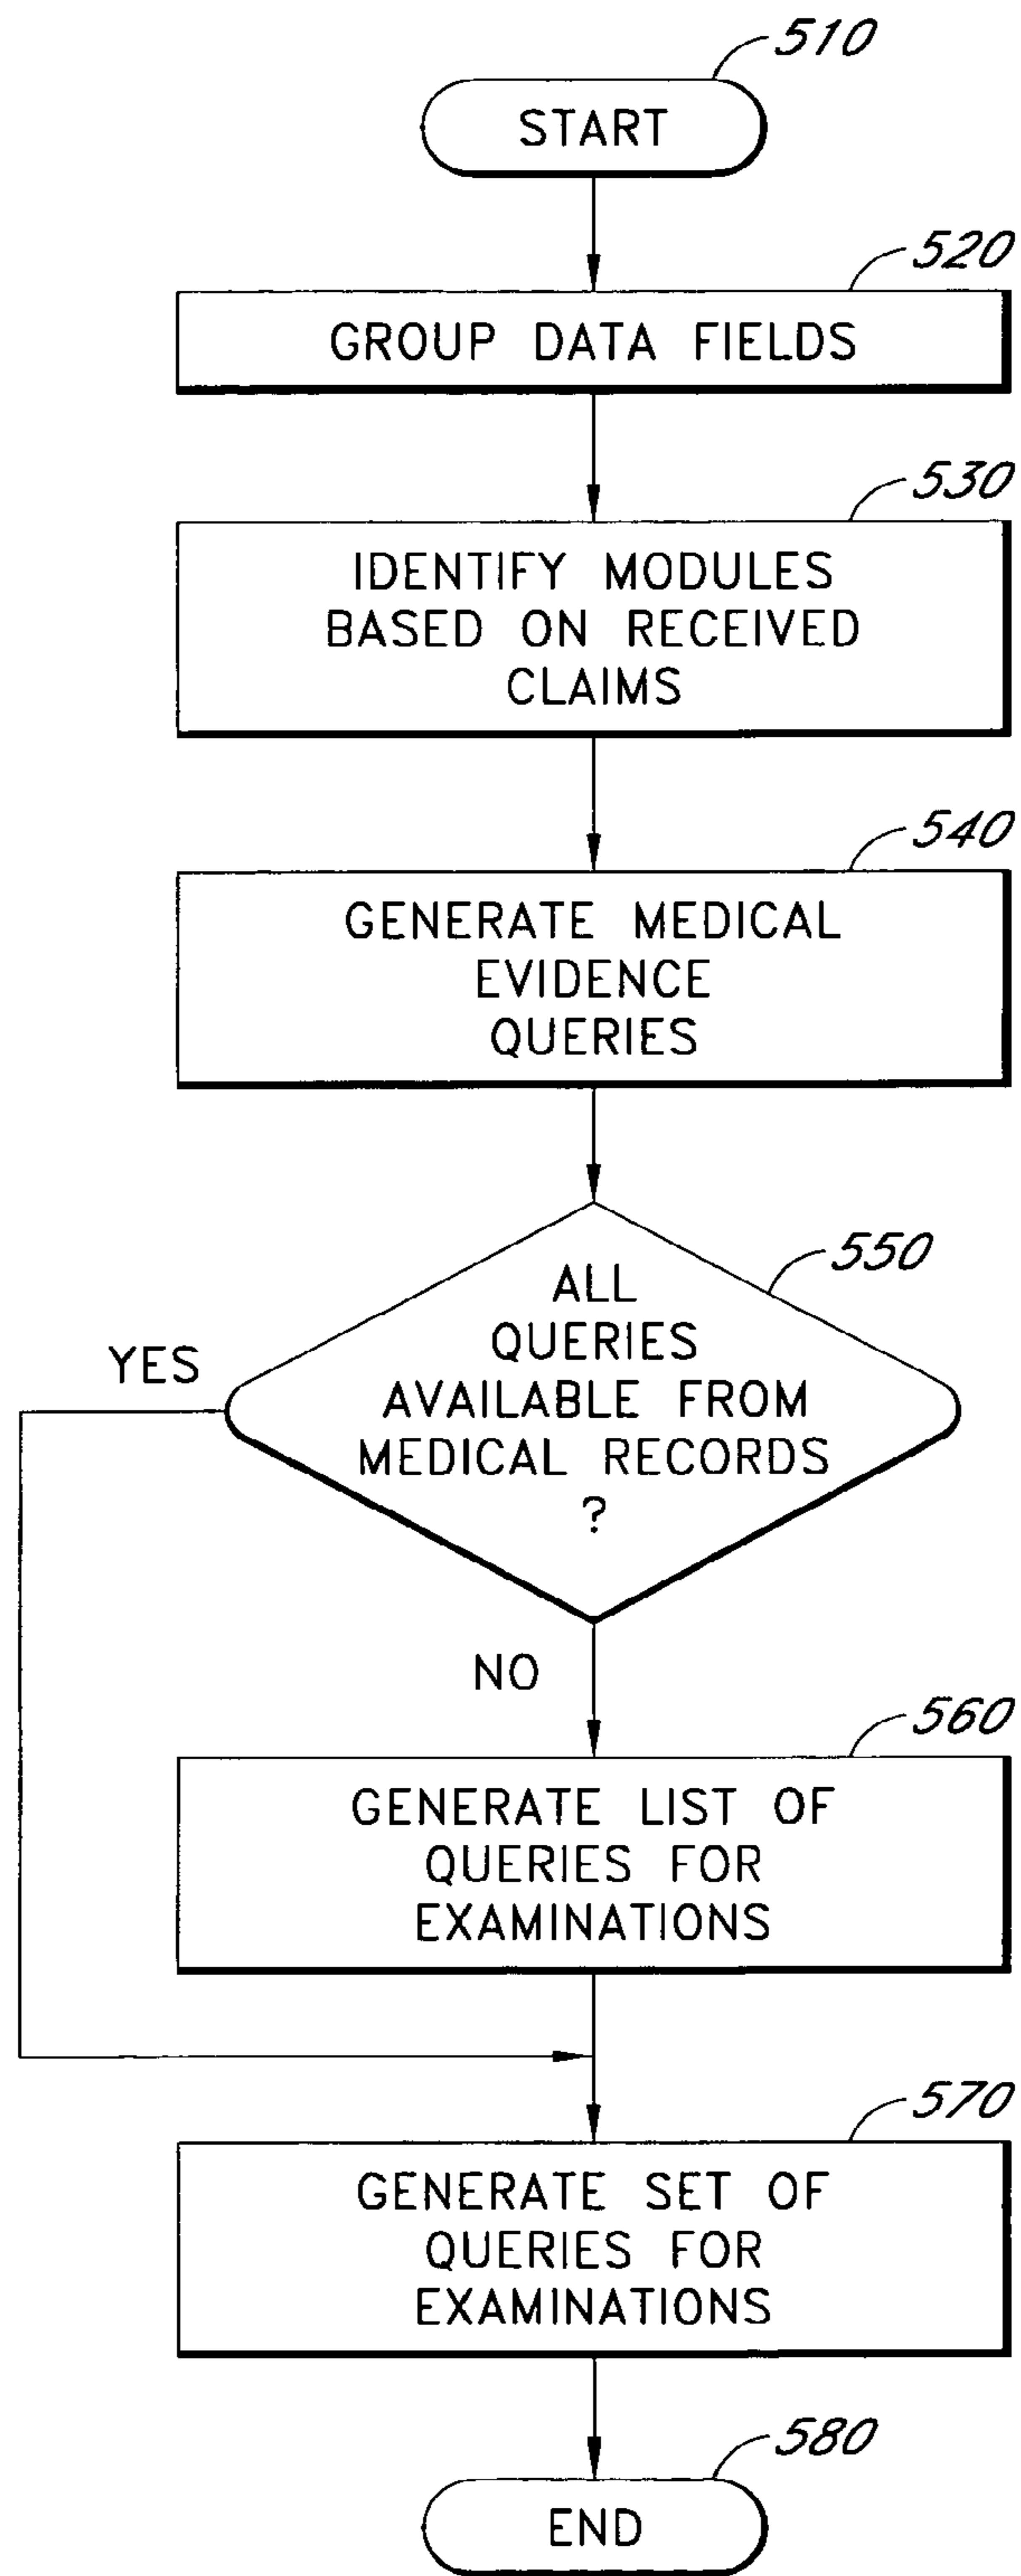 510
START
520
GROUP DATA FIELDS
530
IDENTIFY MODULES
BASED ON RECEIVED
CLAIMS
540
GENERATE MEDICAL
EVIDENCE
QUERIES
550
ALL
QUERIES
AVAILABLE FROM
MEDICAL RECORDS
?
YES
NO
560
GENERATE LIST OF
QUERIES FOR
EXAMINATIONS
570
GENERATE SET OF
QUERIES FOR
EXAMINATIONS
580
END